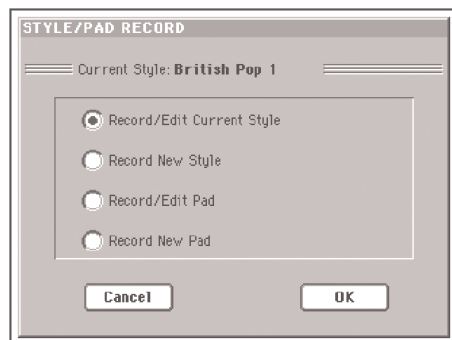 STYLE/PAD RECORD
Current Style: British Pop 1
Record/Edit Current Style
Record New Style
Record/Edit Pad
Record New Pad
Cancel OK